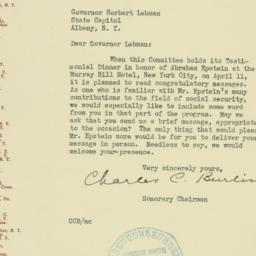 Governor Herbert Lehman
State Capitol
Albany, N. Y.
Dear Governor Lehman:
When this Committee holds its Testi-
monial Dinner in honor of Abraham Epstein at the
Murray Hill Hotel, New York City, on April 11,
it is planned to read congratulatory messages.
As one who is familiar with Mr. Epstein's many
contributions to the field of social security,
we would especially like to include some word
from you in that part of the program. May we
ask that you send us a brief message, appropriate
to the occasion? The only thing that would please
Mr. Epstein more would be for you to deliver your
message in person. Needless to say, we would
welcome your presence.
Very sincerely yours,
Charles C. Burlin
Honorary Chairman
CCB/mc